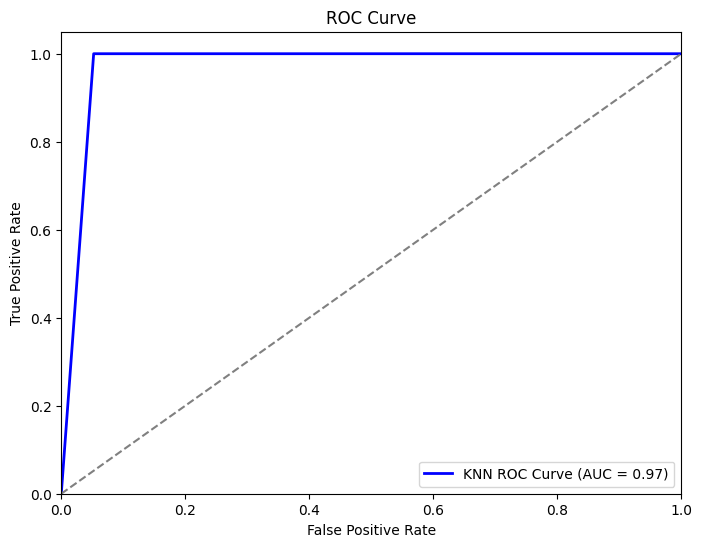 ROC Curve
1.0
0.8
0.6
0.4
0.2
0.0
True Positive Rate
KNN ROC Curve (AUC = 0.97)
0.0 0.2 0.4 0.6 0.8 1.0
False Positive Rate